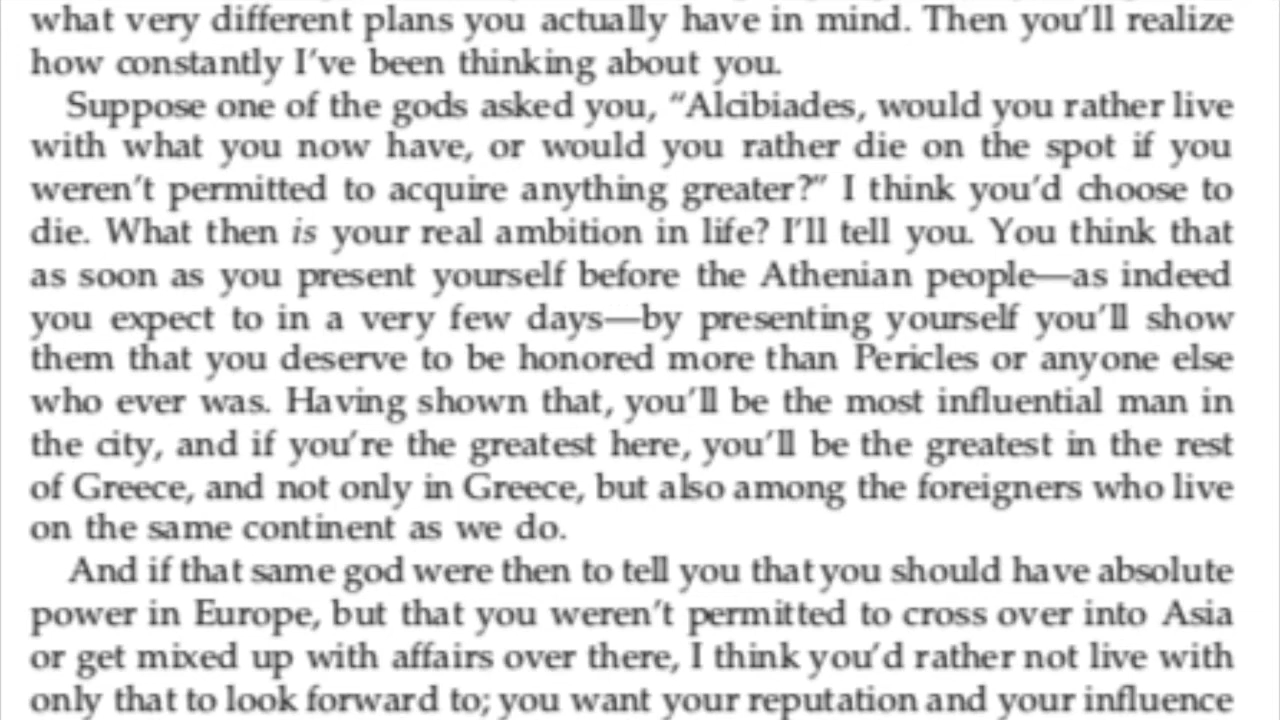 what very different plans you actually have in mind. Then you'll realize
how constantly I've been thinking about you.
Suppose one of the gods asked you, "Alcibiades, would you rather live
with what you now have, or would you rather die on the spot if you
weren't permitted to acquire anything greater?" I think you'd choose to
die. What then is your real ambition in life? I'll tell you. You think that
as soon as you present yourself before the Athenian people—as indeed
you expect to in a very few days—by presenting yourself you'll show
them that you deserve to be honored more than Pericles or anyone else
who ever was. Having shown that, you'll be the most influential man in
the city, and if you're the greatest here, you'll be the greatest in the rest
of Greece, and not only in Greece, but also among the foreigners who live
on the same continent as we do.
And if that same god were then to tell you that you should have absolute
power in Europe, but that you weren't permitted to cross over into Asia
or get mixed up with affairs over there, I think you'd rather not live with
only that to look forward to; you want your reputation and your influence